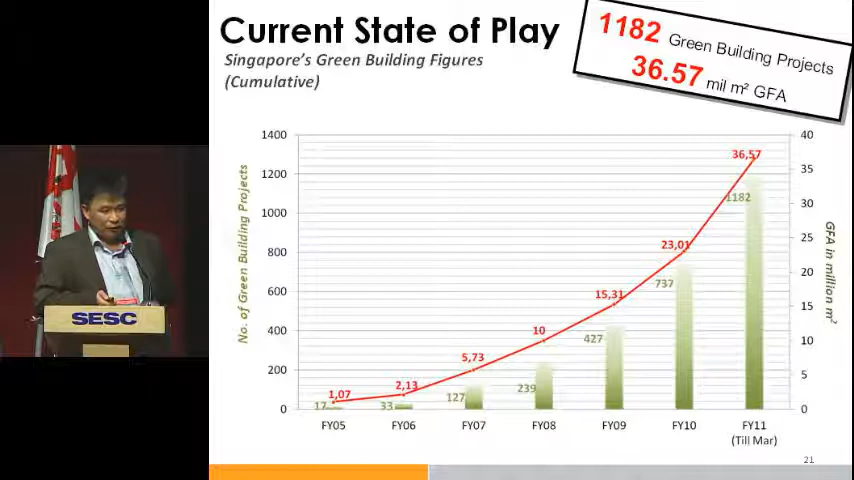 Current State of Play
Singapore's Green Building Figures
(Cumulative)
1182 Green Building Projects
36.57 mil m² GFA
No. of Green Building Projects
1400
1200
1000
800
600
400
200
0
40
35
30
25
20
15
10
5
0
GFA in million m²
1,07
2,13
5,73
10
15,31
23,01
36,57
17
33
127
239
427
737
1182
FY05
FY06
FY07
FY08
FY09
FY10
FY11
(Till Mar)
SESC
21